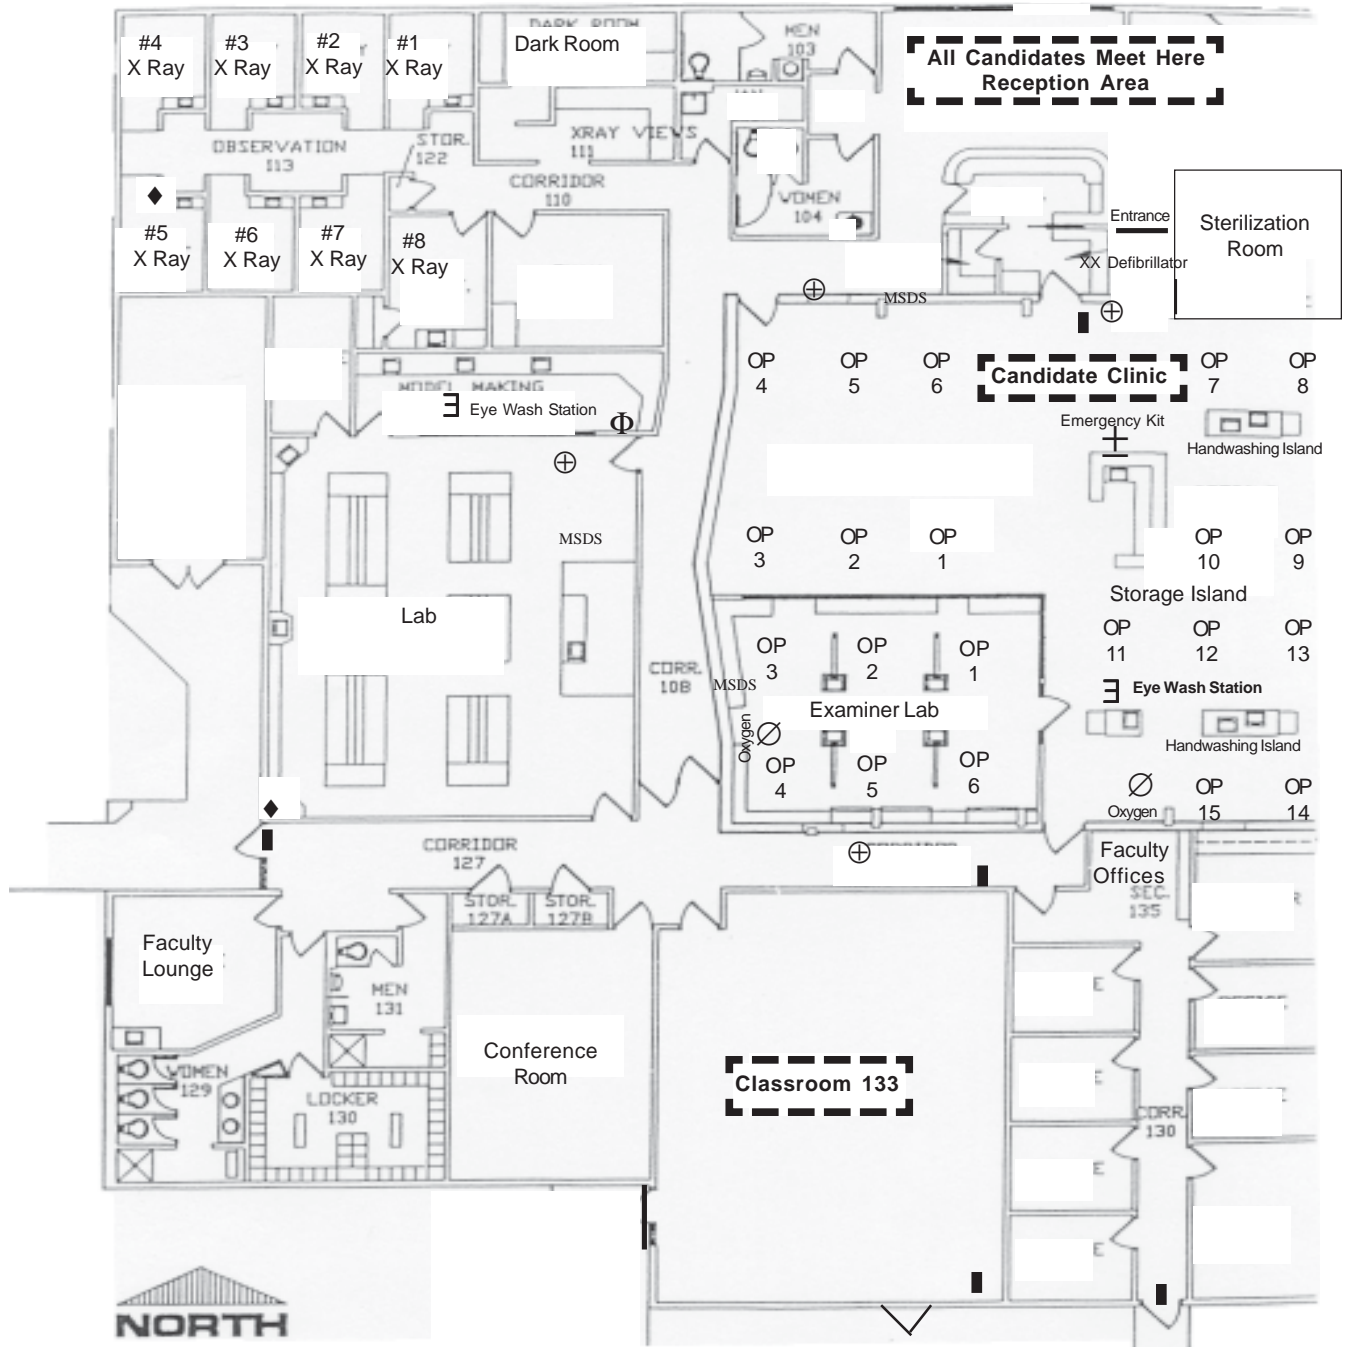 #4
X Ray
#3
X Ray
#2
X Ray
#1
X Ray
DARK ROOM
Dark Room
MEN
103
All Candidates Meet Here
Reception Area
OBSERVATION
113
STOR.
122
XRAY VIEWS
111
CORRIDOR
110
WOMEN
104
#5
X Ray
#6
X Ray
#7
X Ray
#8
X Ray
Entrance
Sterilization
Room
XX Defibrillator
MSDS
OP
4
OP
5
OP
6
Candidate Clinic
OP
7
OP
8
MODEL MAKING
Eye Wash Station
Φ
Emergency Kit
Handwashing Island
MSDS
OP
3
OP
2
OP
1
OP
10
OP
9
Storage Island
Lab
OP
11
OP
12
OP
13
CORR.
108
OP
3
OP
2
OP
1
MSDS
Examiner Lab
Eye Wash Station
Oxygen
Handwashing Island
OP
4
OP
5
OP
6
Oxygen
OP
15
OP
14
CORRIDOR
127
CORRIDOR
Faculty
Offices
SEC.
135
STOR.
127A
STOR.
127B
Faculty
Lounge
MEN
131
Conference
Room
Classroom 133
WOMEN
129
LOCKER
130
CORR.
130
NORTH